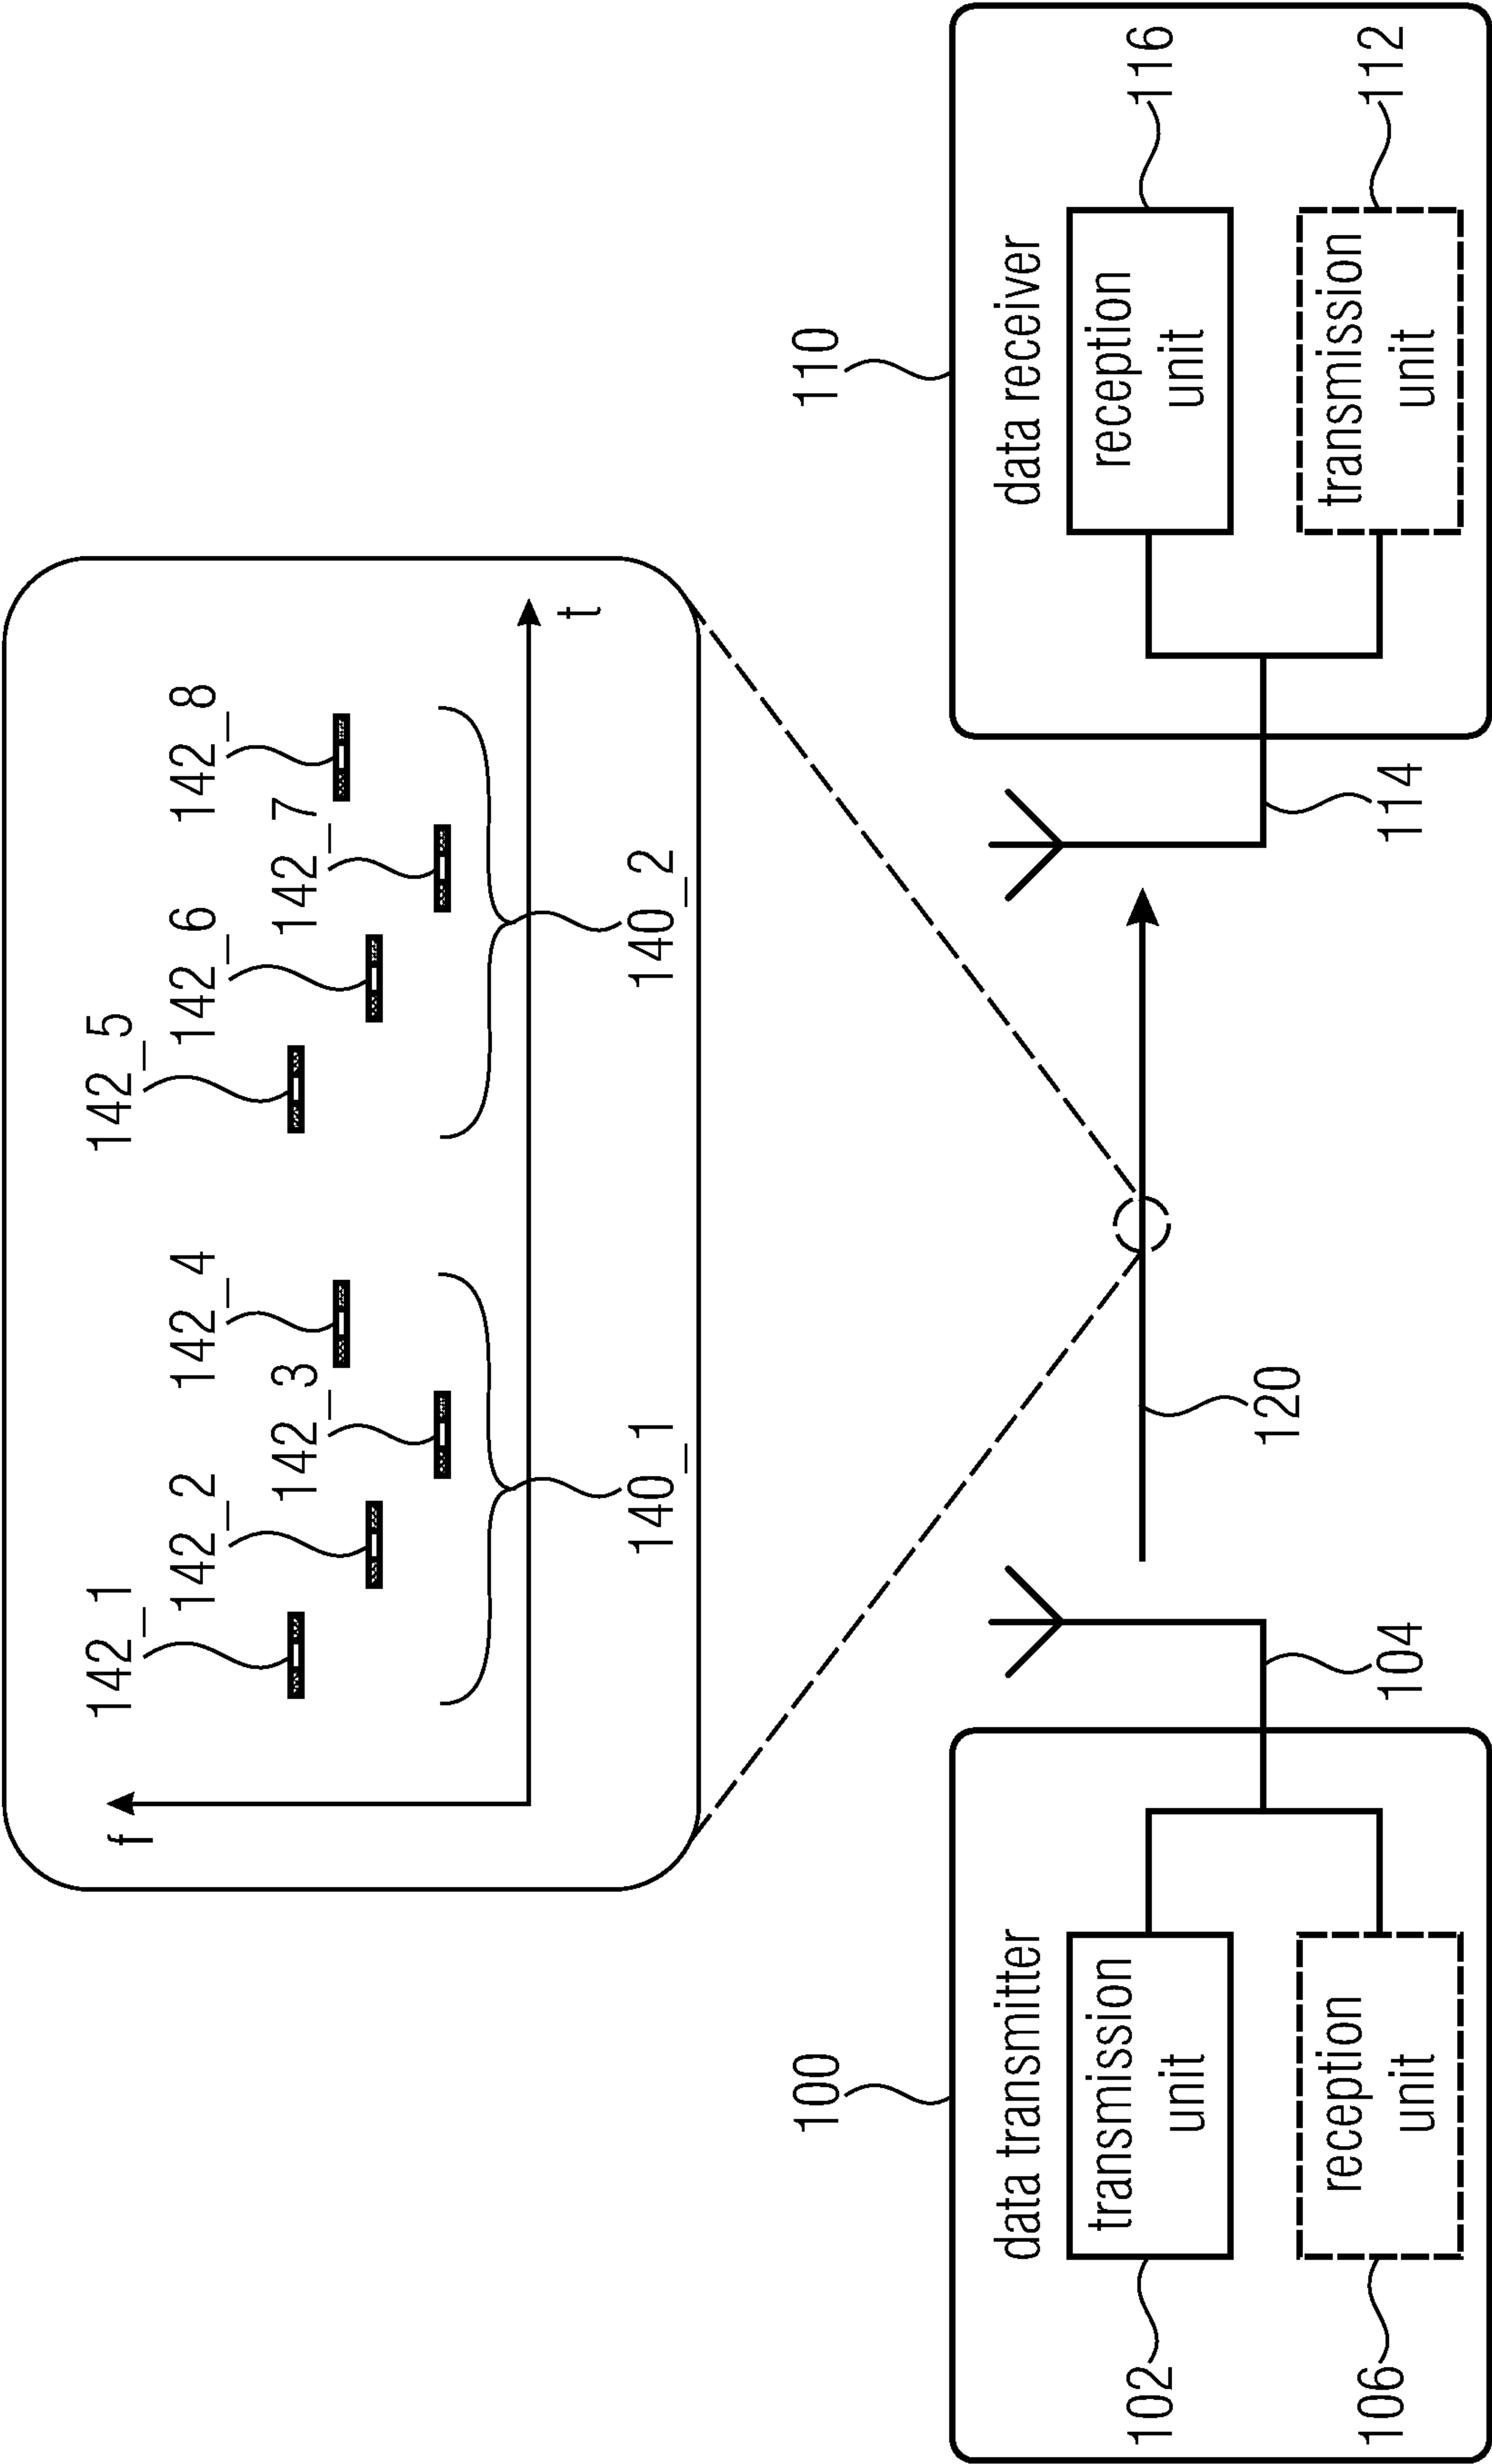 f
142_1
142_2
142_3
142_4
142_5
142_6
142_7
142_8
t
140_1
140_2
100
data transmitter
transmission
unit
102
reception
unit
106
104
120
110
data receiver
reception
unit
116
transmission
unit
112
114